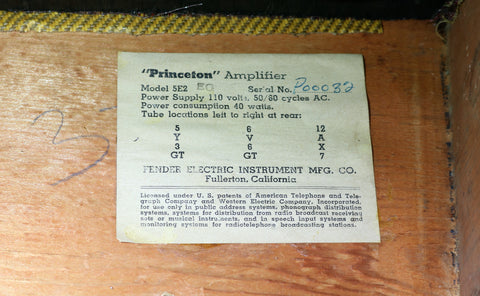 "Princeton" Amplifier
Model 5E2 EG Serial No. P00082
Power Supply 110 volts. 50/60 cycles AC.
Power consumption 40 watts.
Tube locations left to right at rear:
5 6 12
Y V A
3 6 X
GT GT 7
FENDER ELECTRIC INSTRUMENT MFG. CO.
Fullerton, California
Licensed under U. S. patents of American Telephone and Tele-
graph Company and Western Electric Company, Incorporated,
for use only in public address systems, phonograph distribution
systems, systems for distribution from radio broadcast receiving
sets or musical instruments, and in speech input systems and
monitoring systems for radiotelephone broadcasting stations.